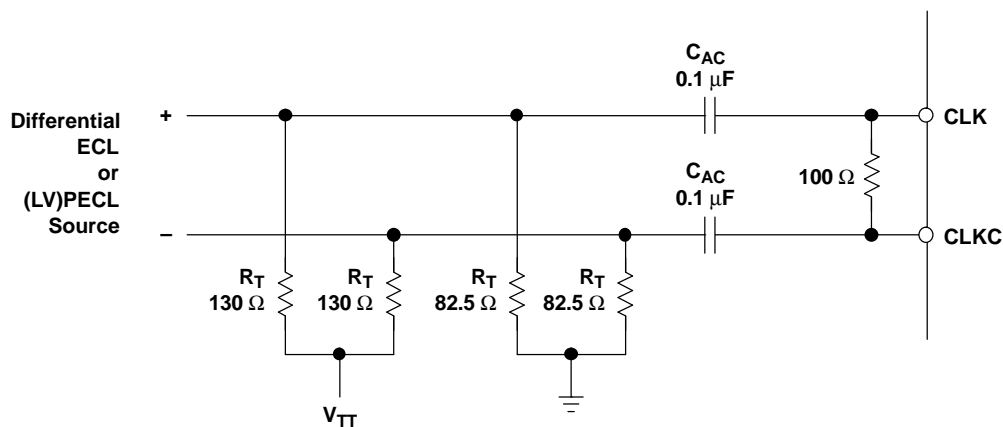 C_AC
0.1 μF
Differential
ECL
or
(LV)PECL
Source
+
CLK
C_AC
0.1 μF
100 Ω
−
CLKC
R_T
130 Ω
R_T
130 Ω
R_T
82.5 Ω
R_T
82.5 Ω
V_TT